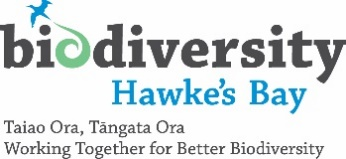 biodiversity
Hawke's Bay
Taiao Ora, Tāngata Ora
Working Together for Better Biodiversity